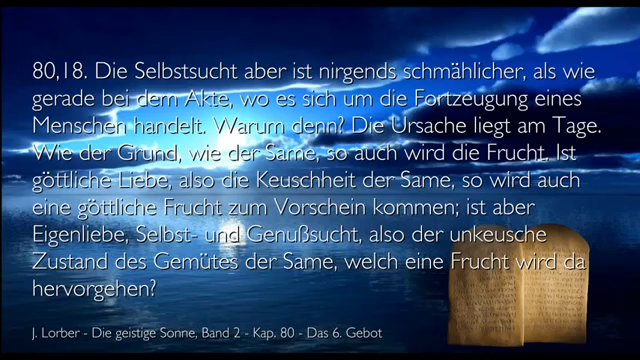 80,18. Die Selbstsucht aber ist nirgends schmählicher, als wie
gerade bei dem Akte, wo es sich um die Fortzeugung eines
Menschen handelt. Warum denn? Die Ursache liegt am Tage.
Wie der Grund, wie der Same, so auch wird die Frucht. Ist
göttliche Liebe, also die Keuschheit der Same, so wird auch
eine göttliche Frucht zum Vorschein kommen; ist aber
Eigenliebe, Selbst- und Genußsucht, also der unkeusche
Zustand des Gemütes der Same, welch eine Frucht wird da
hervorgehen?
J. Lorber - Die geistige Sonne, Band 2 - Kap. 80 - Das 6. Gebot